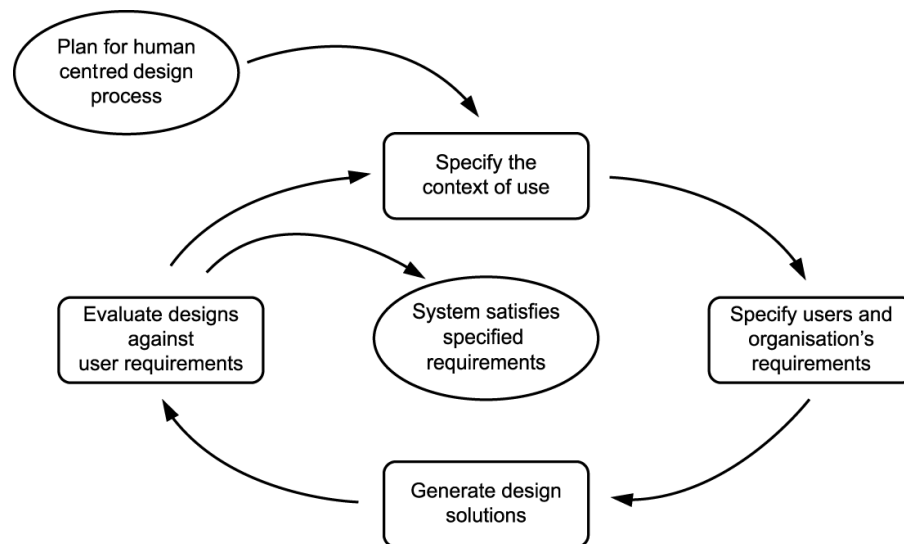 Plan for human
centred design
process
Specify the
context of use
Evaluate designs
against
user requirements
System satisfies
specified
requirements
Specify users and
organisation’s
requirements
Generate design
solutions